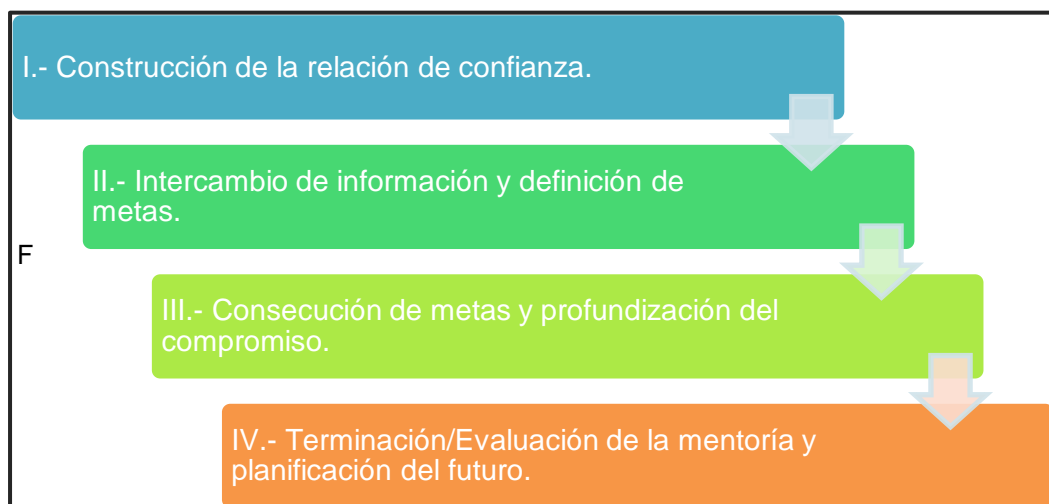 I.- Construcción de la relación de confianza.
II.- Intercambio de información y definición de
metas.
F
III.- Consecución de metas y profundización del
compromiso.
IV.- Terminación/Evaluación de la mentoría y
planificación del futuro.